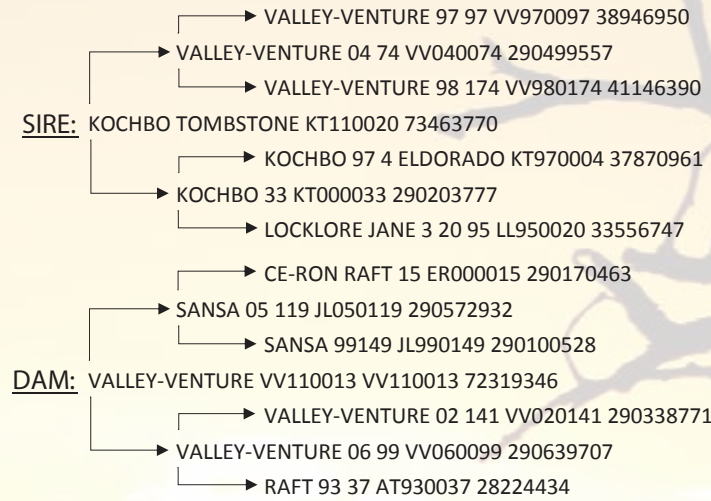 VALLEY-VENTURE 97 97 VV970097 38946950
VALLEY-VENTURE 04 74 VV040074 290499557
VALLEY-VENTURE 98 174 VV980174 41146390
SIRE: KOCHBO TOMBSTONE KT110020 73463770
KOCHBO 97 4 ELDORADO KT970004 37870961
KOCHBO 33 KT000033 290203777
LOCKLORE JANE 3 20 95 LL950020 33556747
CE-RON RAFT 15 ER000015 290170463
SANSA 05 119 JL050119 290572932
SANSA 99149 JL990149 290100528
DAM: VALLEY-VENTURE VV110013 VV110013 72319346
VALLEY-VENTURE 02 141 VV020141 290338771
VALLEY-VENTURE 06 99 VV060099 290639707
RAFT 93 37 AT930037 28224434